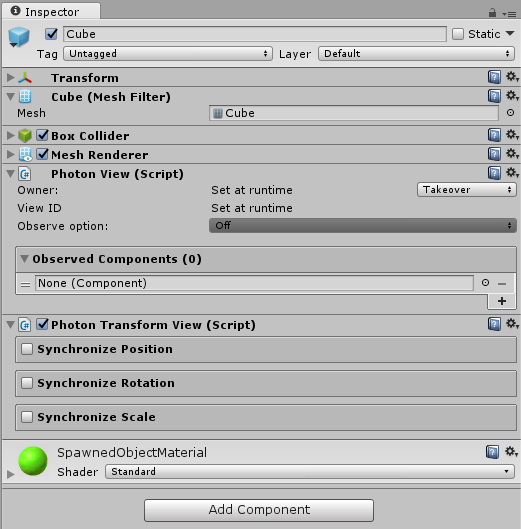 Inspector
Cube
Static
Tag Untagged Layer Default
Transform
Cube (Mesh Filter)
Mesh Cube
Box Collider
Mesh Renderer
Photon View (Script)
Owner: Set at runtime Takeover
View ID Set at runtime
Observe option: Off
Observed Components (0)
None (Component)
Photon Transform View (Script)
Synchronize Position
Synchronize Rotation
Synchronize Scale
SpawnedObjectMaterial
Shader Standard
Add Component